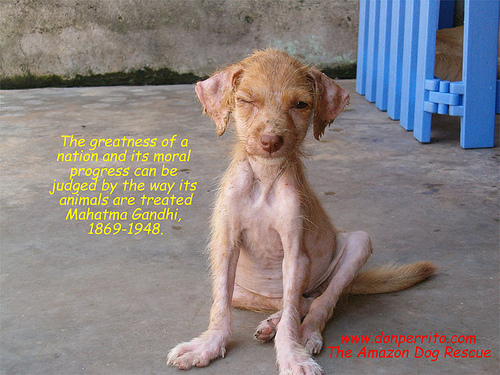 The greatness of a
nation and its moral
progress can be
judged by the way its
animals are treated
Mahatma Gandhi,
1869-1948.
www.donperrito.com
The Amazon Dog Rescue